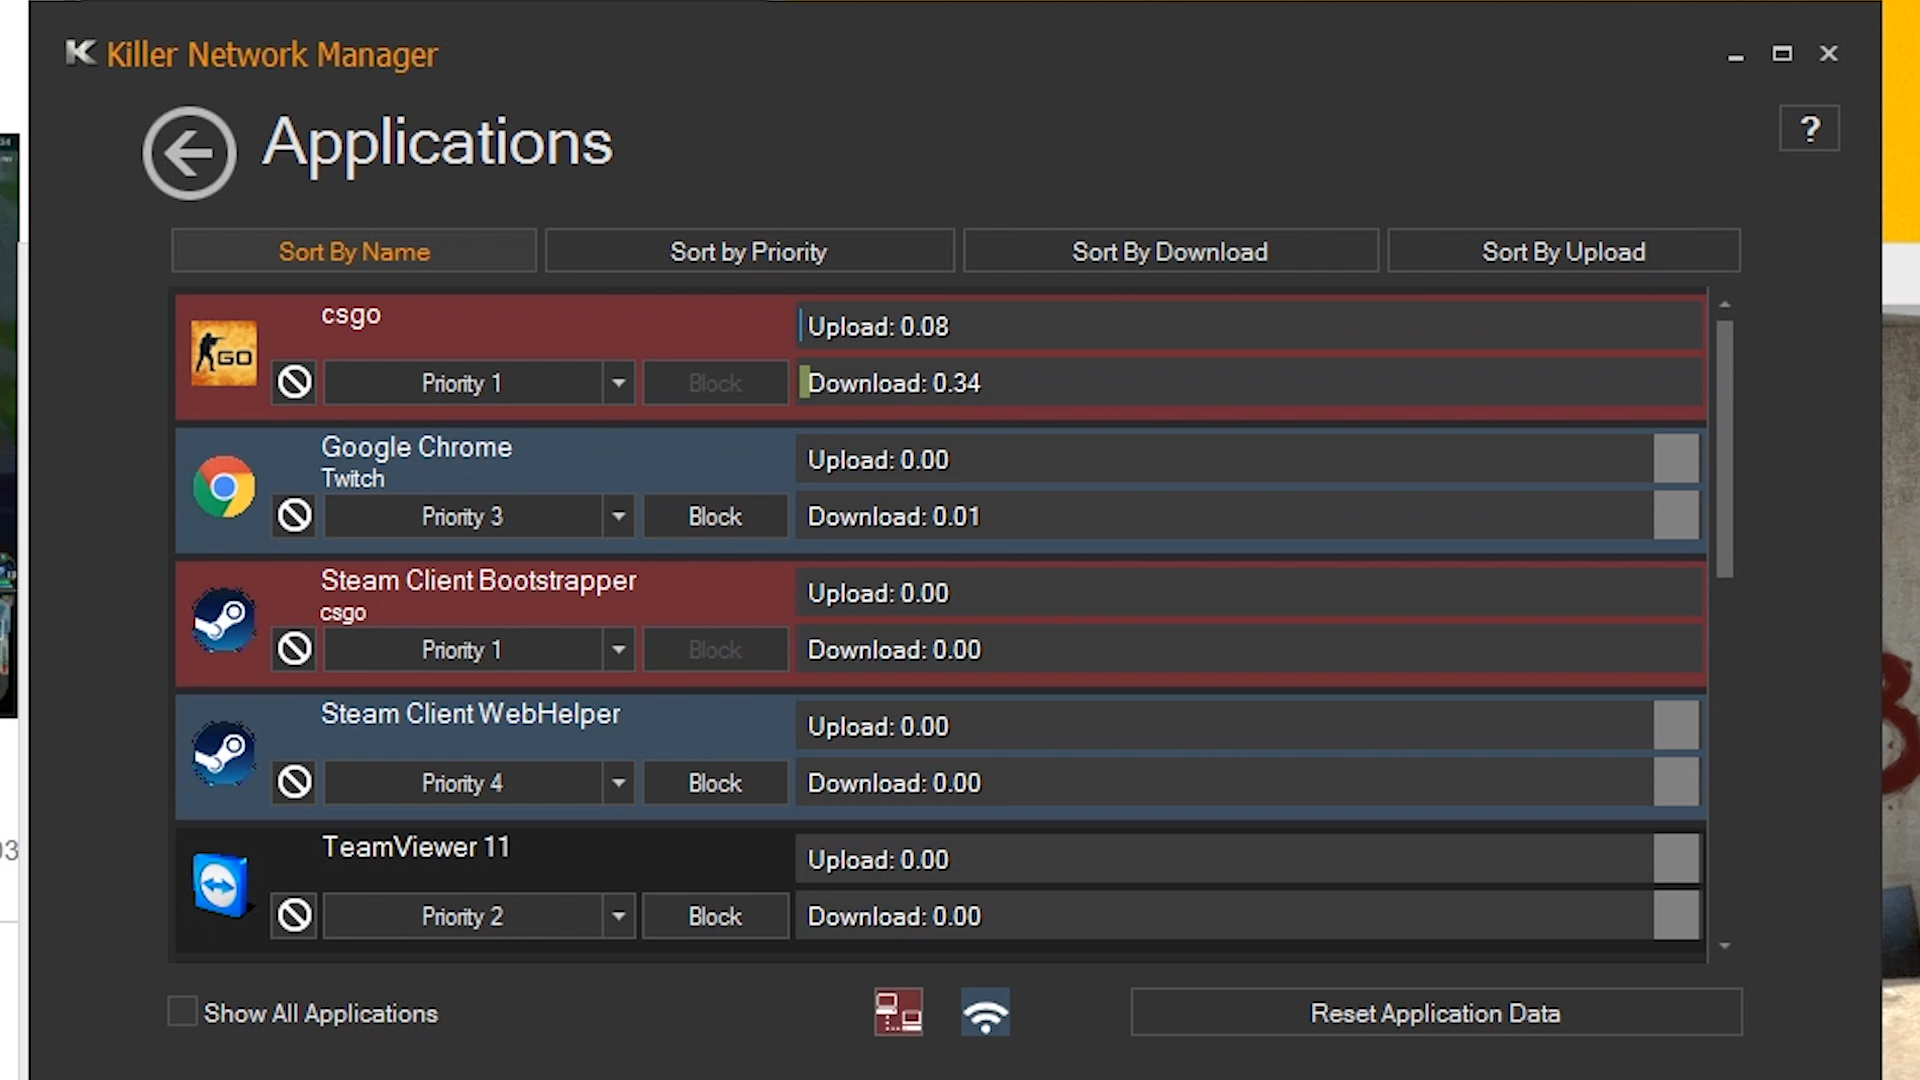 K Killer Network Manager
Applications
?
Sort By Name
Sort by Priority
Sort By Download
Sort By Upload
csgo
Upload: 0.08
GO
Priority 1
Block
Download: 0.34
Google Chrome
Twitch
Upload: 0.00
Priority 3
Block
Download: 0.01
Steam Client Bootstrapper
csgo
Upload: 0.00
Priority 1
Block
Download: 0.00
Steam Client WebHelper
Upload: 0.00
Priority 4
Block
Download: 0.00
TeamViewer 11
Upload: 0.00
Priority 2
Block
Download: 0.00
Show All Applications
Reset Application Data